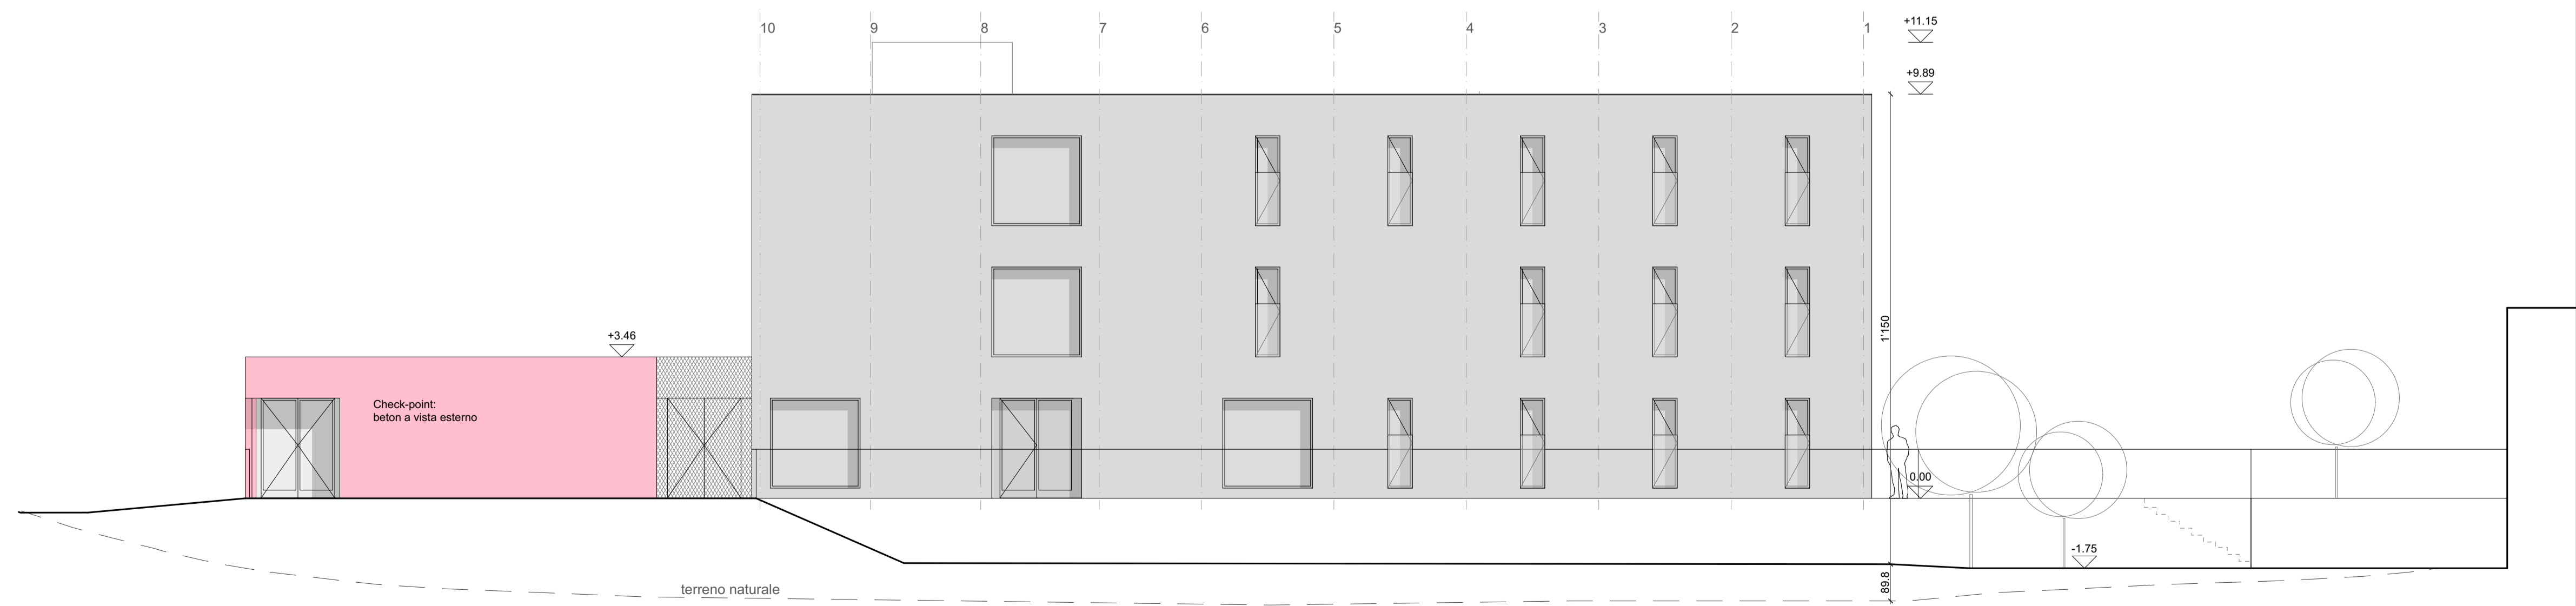 10 9 8 7 6 5 4 3 2 1
+11.15
+9.89
+3.46
1'150
Check-point:
beton a vista esterno
0.00
-1.75
89.8
terreno naturale